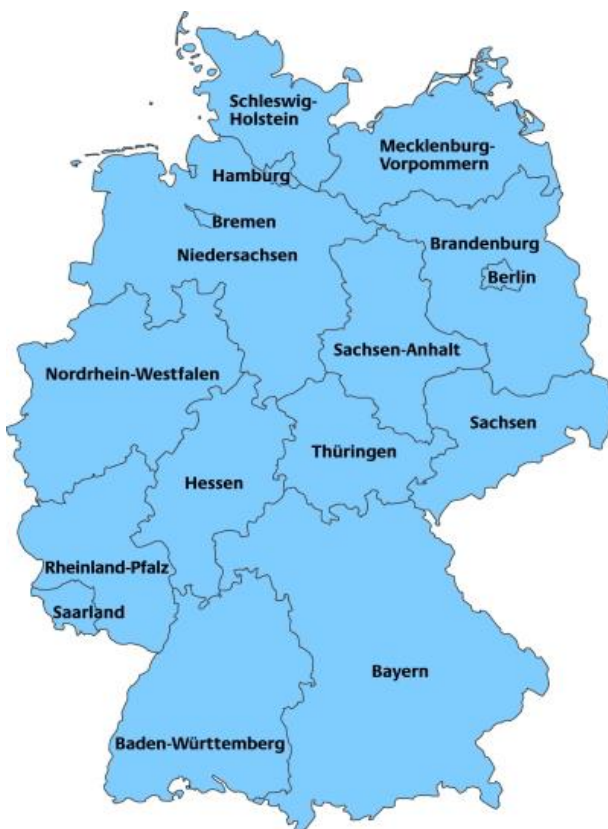 Schleswig-
Holstein
Mecklenburg-
Vorpommern
Hamburg
Bremen
Niedersachsen
Brandenburg
Berlin
Sachsen-Anhalt
Nordrhein-Westfalen
Sachsen
Thüringen
Hessen
Rheinland-Pfalz
Saarland
Bayern
Baden-Württemberg